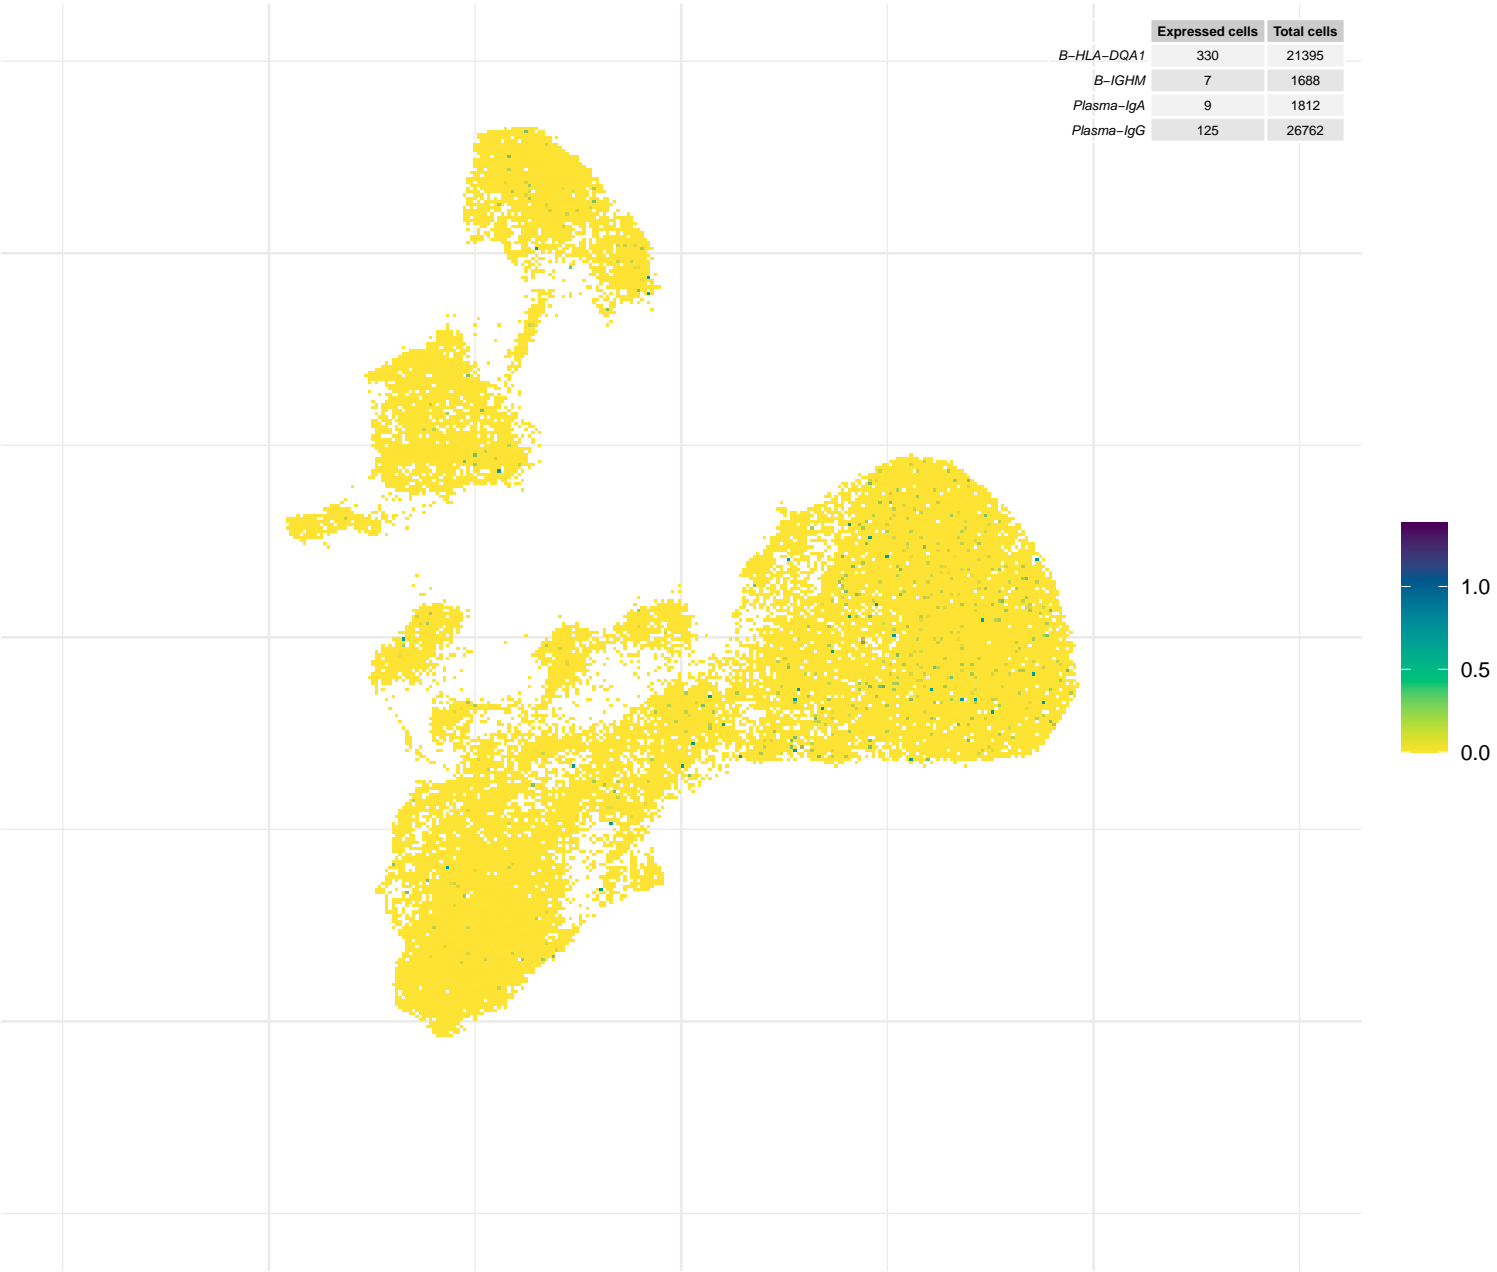 Expressed cells Total cells
B−HLA−DQA1 330 21395
B−IGHM 7 1688
Plasma−IgA 9 1812
Plasma−IgG 125 26762
1.0
0.5
0.0